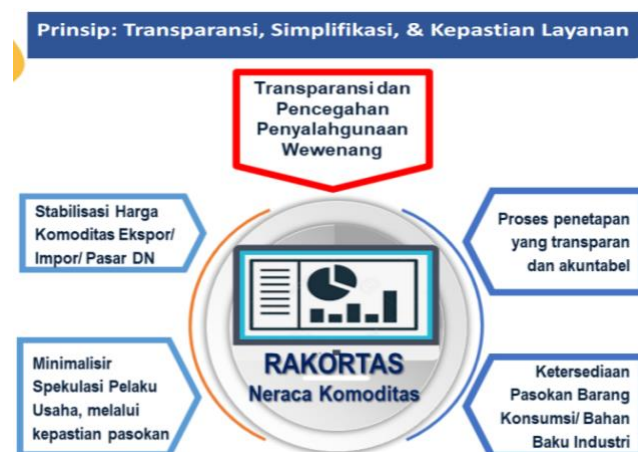 Prinsip: Transparansi, Simplifikasi, & Kepastian Layanan
Transparansi dan
Pencegahan
Penyalahgunaan
Wewenang
Stabilisasi Harga
Komoditas Ekspor/
Impor/ Pasar DN
Proses penetapan
yang transparan
dan akuntabel
RAKORTAS
Neraca Komoditas
Minimalisir
Spekulasi Pelaku
Usaha, melalui
kepastian pasokan
Ketersediaan
Pasokan Barang
Konsumsi/ Bahan
Baku Industri